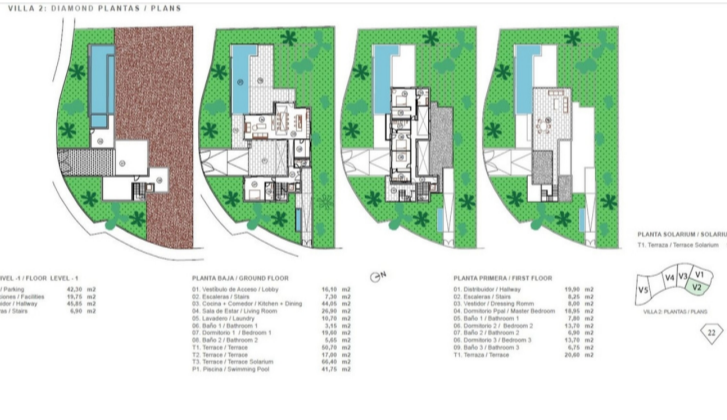 VILLA 2: DIAMOND PLANTAS / PLANS
PLANTA SOLARIUM / SOLARIU
T1. Terraza / Terrace Solarium
N
V5
V4
V3
V1
V2
VILLA 2: PLANTAS / PLANS
22
IVEL -1 / FLOOR LEVEL - 1
/ Parking 42,30 m2
ciones / Facilities 19,75 m2
idor / Hallway 45,85 m2
ras / Stairs 6,90 m2
PLANTA BAJA / GROUND FLOOR
01. Vestíbulo de Acceso / Lobby 16,10 m2
02. Escaleras / Stairs 7,30 m2
03. Cocina + Comedor / Kitchen + Dining 44,05 m2
04. Sala de Estar / Living Room 26,00 m2
05. Lavadero / Laundry 10,70 m2
06. Baño 1 / Bathroom 1 3,15 m2
07. Dormitorio 1 / Bedroom 1 19,60 m2
08. Baño 2 / Bathroom 2 5,65 m2
T1. Terraza / Terrace 50,70 m2
T2. Terraza / Terrace 17,00 m2
T3. Terraza / Terrace Solarium 66,40 m2
P1. Piscina / Swimming Pool 41,75 m2
PLANTA PRIMERA / FIRST FLOOR
01. Distribuidor / Hallway 19,00 m2
02. Escaleras / Stairs 8,25 m2
03. Vestidor / Dressing Romm 8,00 m2
04. Dormitorio Ppal / Master Bedroom 18,95 m2
05. Baño 1 / Bathroom 1 7,80 m2
06. Dormitorio 2 / Bedroom 2 13,70 m2
07. Baño 2 / Bathroom 2 6,90 m2
08. Dormitorio 3 / Bedroom 3 13,70 m2
09. Baño 3 / Bathroom 3 6,75 m2
T1. Terraza / Terrace 20,60 m2